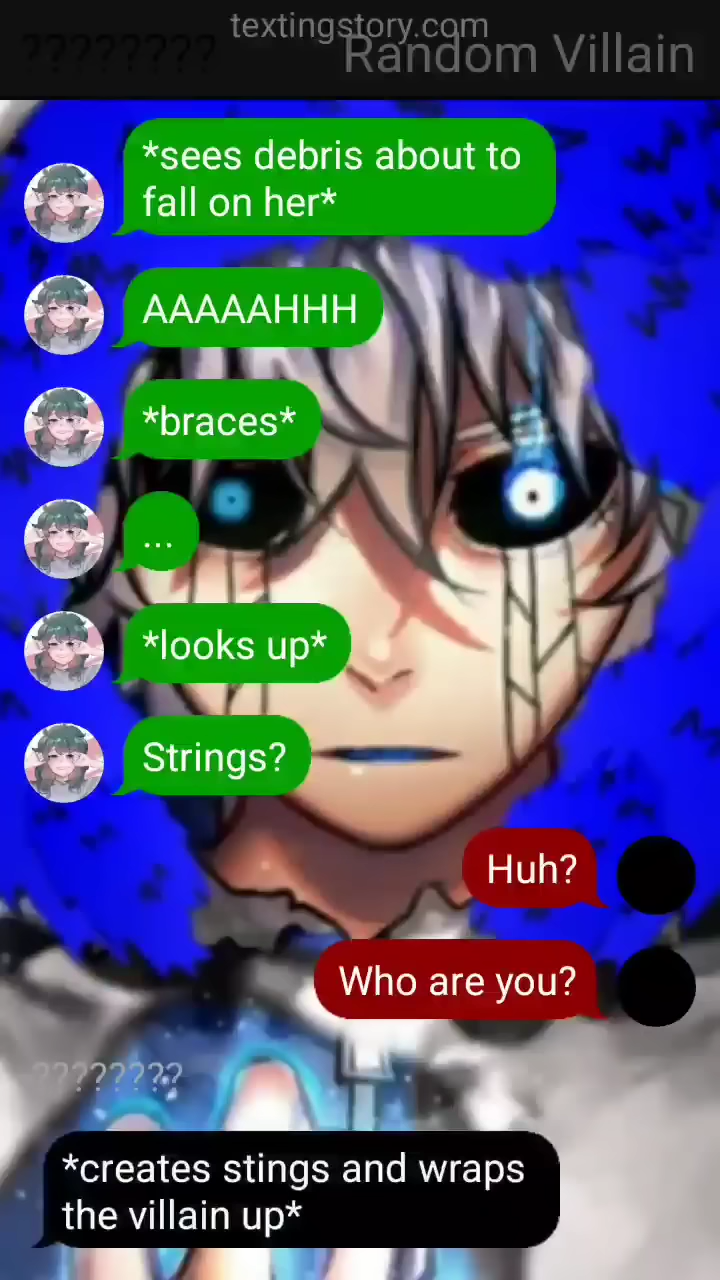 textingstory.com
????????
Random Villain
*sees debris about to
fall on her*
AAAAAHHH
*braces*
...
*looks up*
Strings?
Huh?
Who are you?
????????
*creates stings and wraps
the villain up*